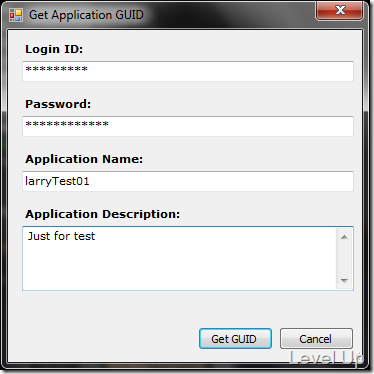 Get Application GUID
Login ID:
*********
Password:
************
Application Name:
larryTest01
Application Description:
Just for test
Get GUID
Cancel
Level Up